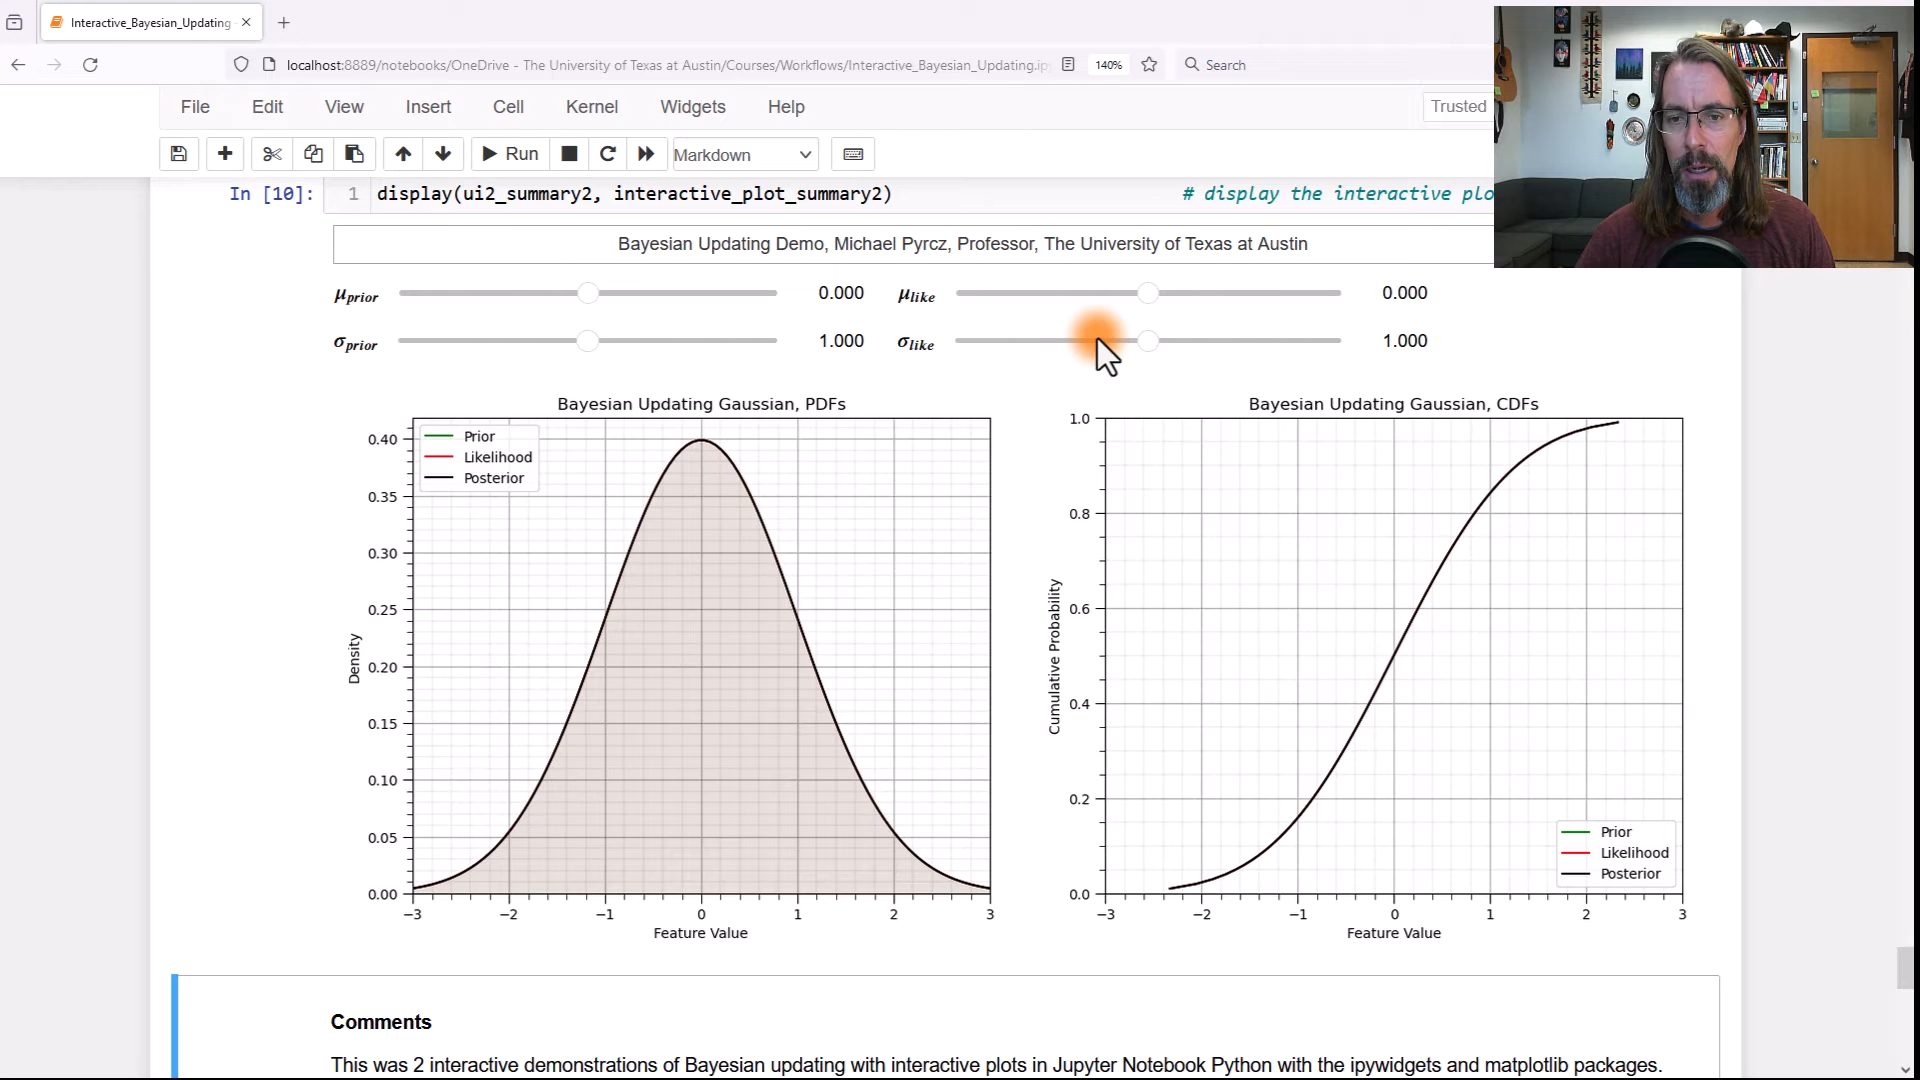 Interactive_Bayesian_Updating
localhost:8889/notebooks/OneDrive - The University of Texas at Austin/Courses/Workflows/Interactive_Bayesian_Updating.ip
140%
Search
File Edit View Insert Cell Kernel Widgets Help
Trusted
Run
Markdown
In [10]: 1 display(ui2_summary2, interactive_plot_summary2) # display the interactive plo
Bayesian Updating Demo, Michael Pyrcz, Professor, The University of Texas at Austin
μprior 0.000 μlike 0.000
σprior 1.000 σlike 1.000
Bayesian Updating Gaussian, PDFs
Prior
Likelihood
Posterior
0.40
0.35
0.30
0.25
0.20
0.15
0.10
0.05
0.00
Density
−3 −2 −1 0 1 2 3
Feature Value
Bayesian Updating Gaussian, CDFs
1.0
0.8
0.6
0.4
0.2
0.0
Cumulative Probability
Prior
Likelihood
Posterior
−3 −2 −1 0 1 2 3
Feature Value
Comments
This was 2 interactive demonstrations of Bayesian updating with interactive plots in Jupyter Notebook Python with the ipywidgets and matplotlib packages.